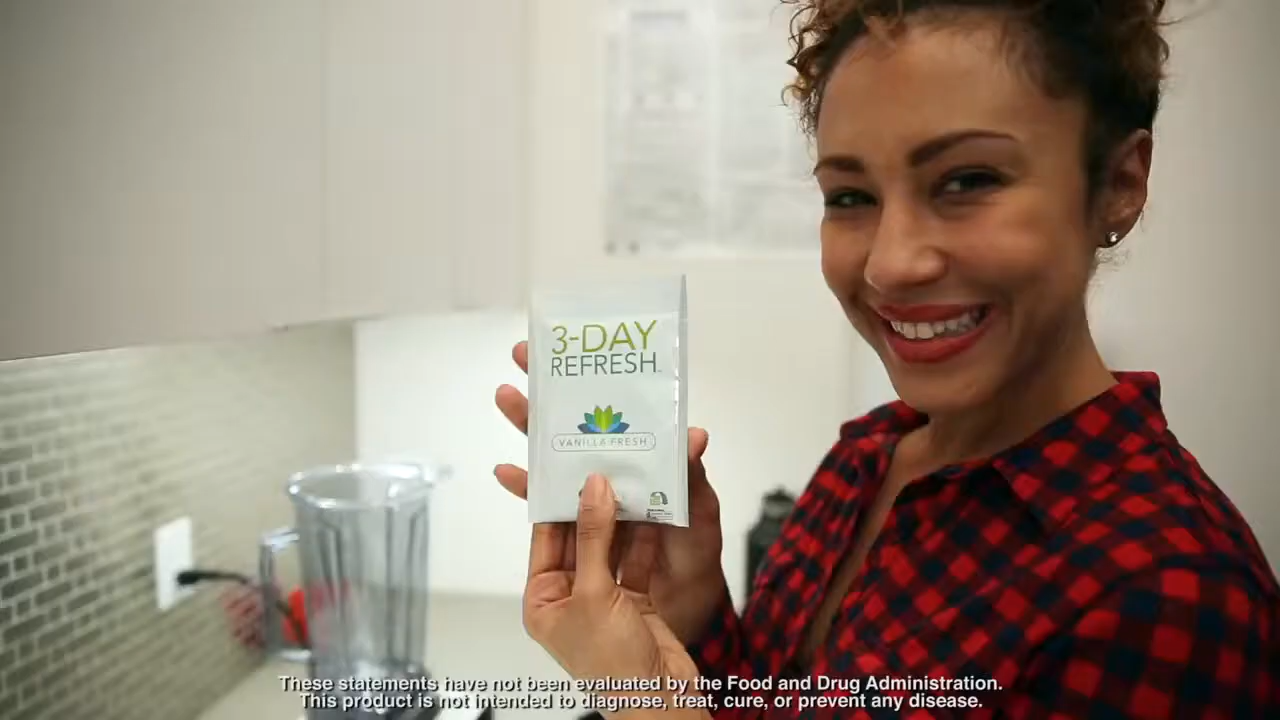 3-DAY
REFRESH
VANILLA FRESH
These statements have not been evaluated by the Food and Drug Administration.
This product is not intended to diagnose, treat, cure, or prevent any disease.